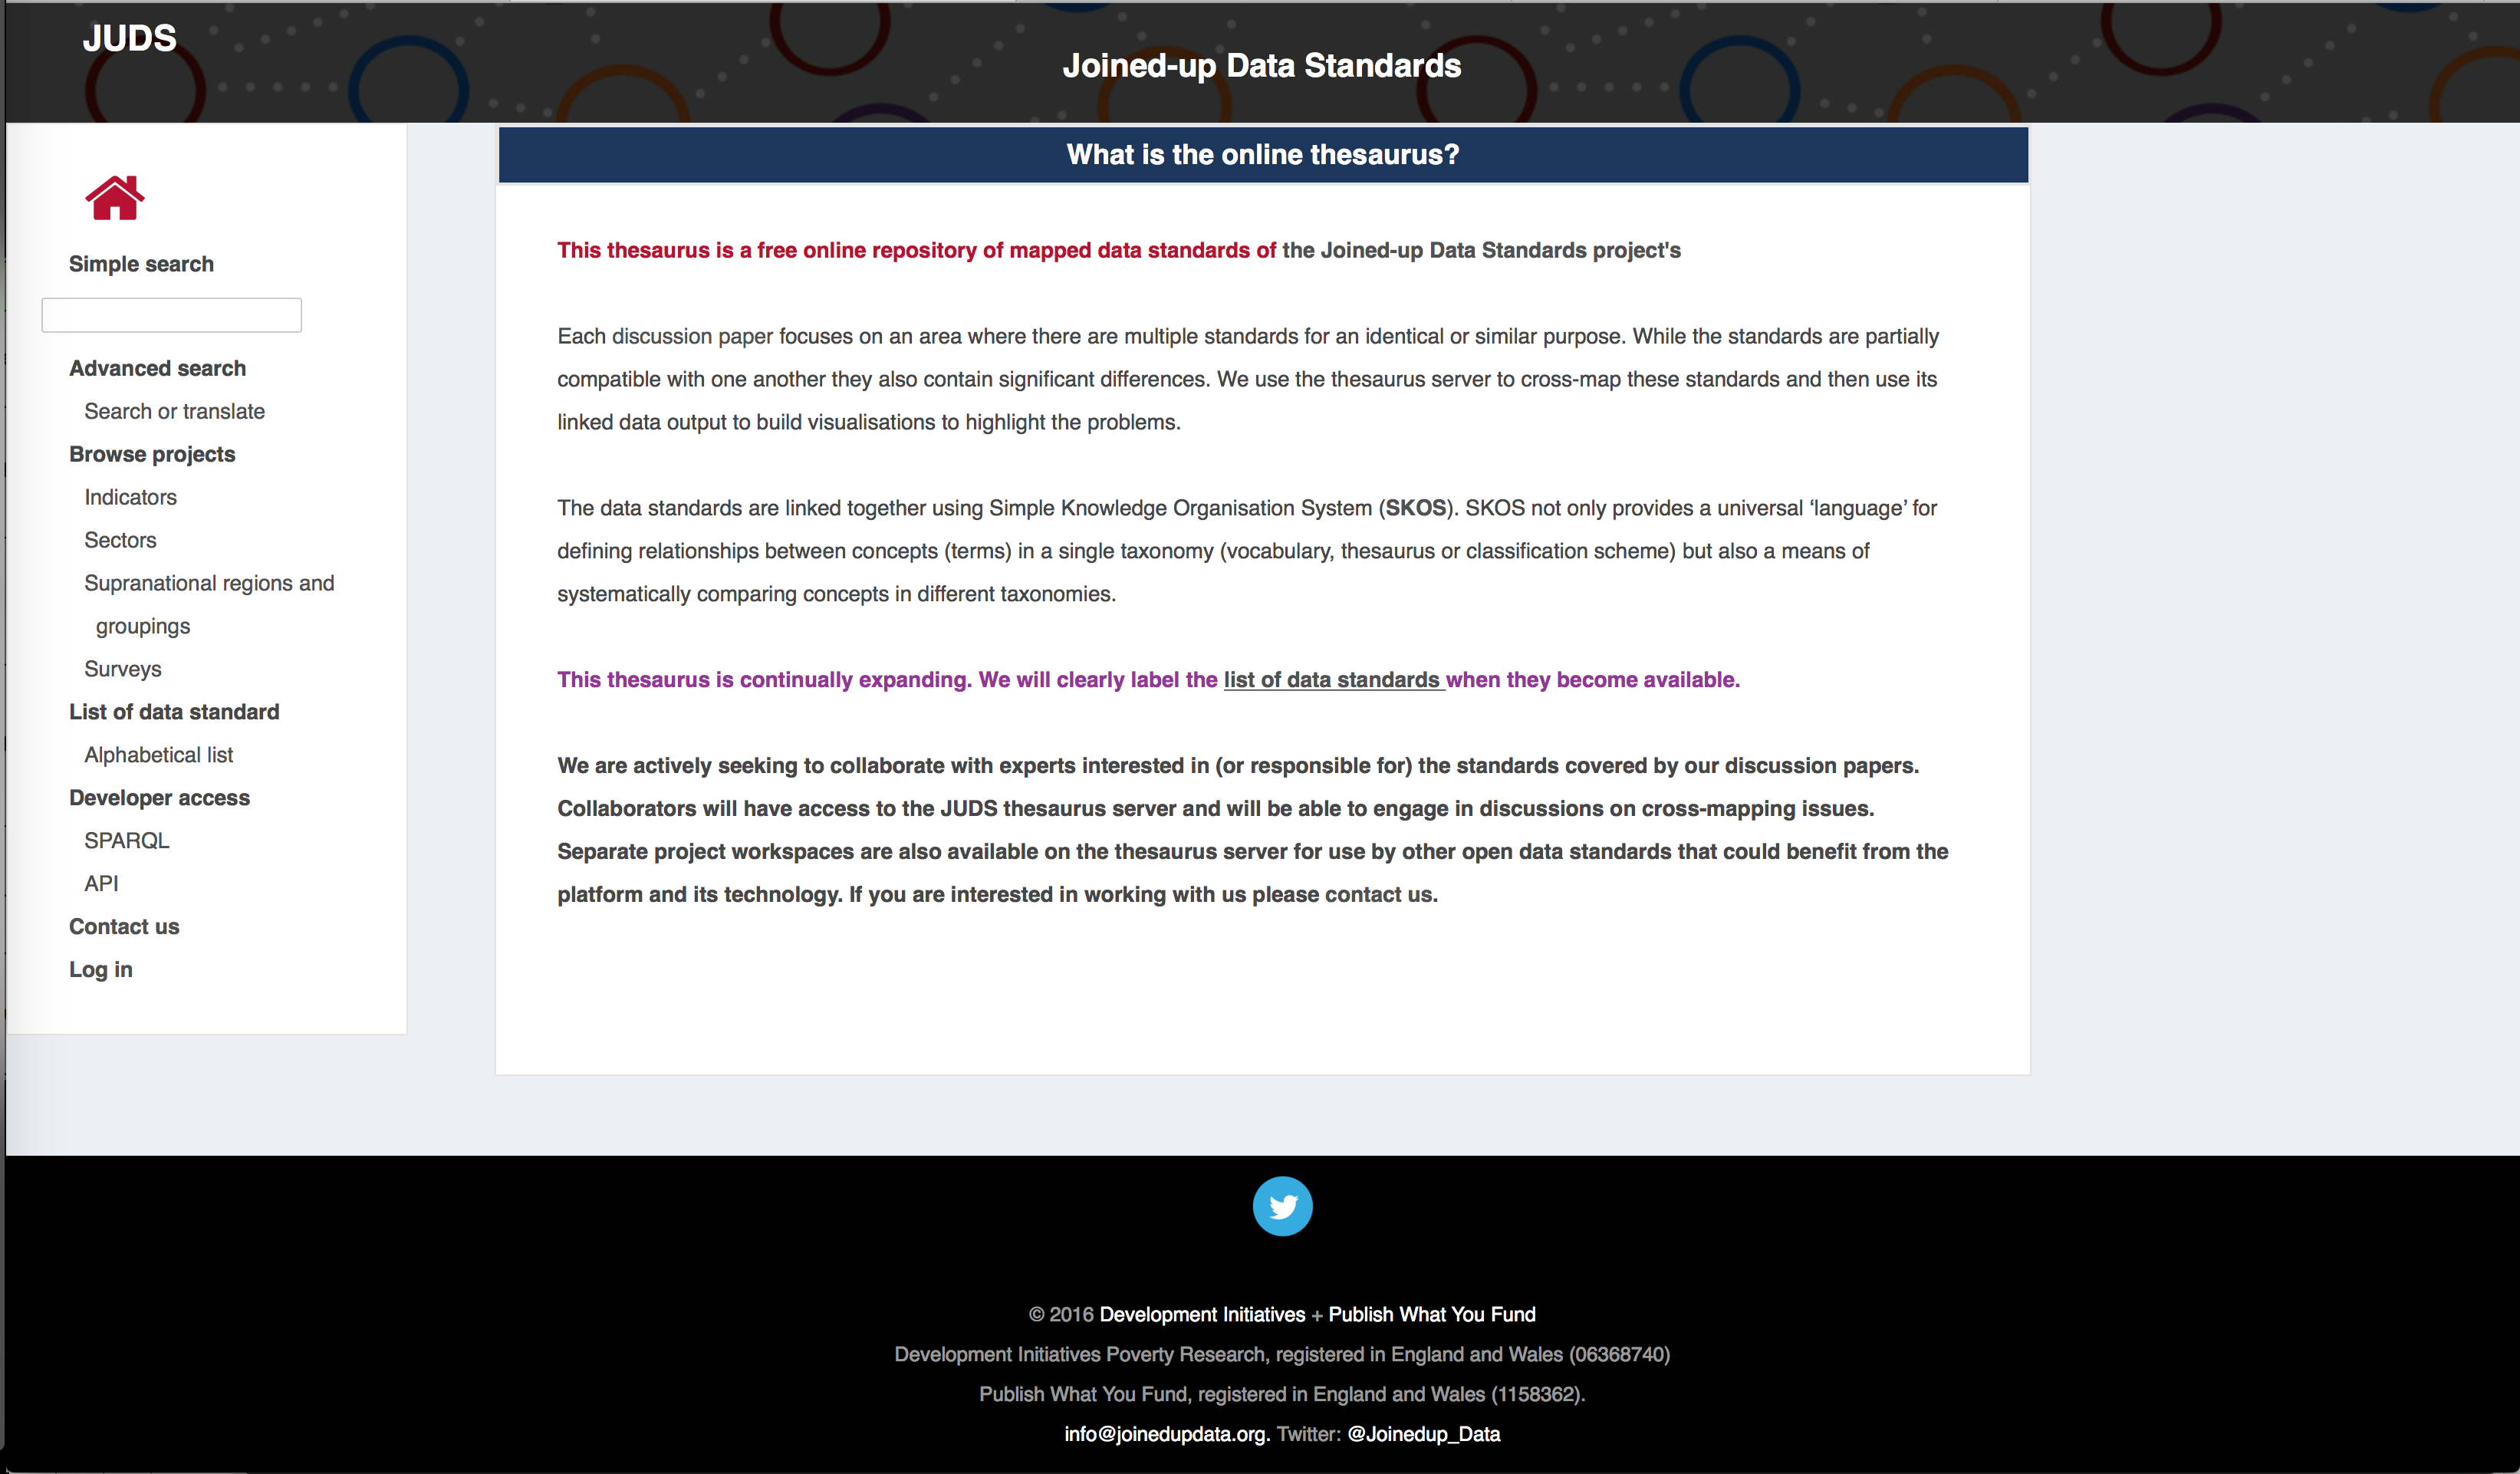 JUDS
Joined-up Data Standards
Simple search
Advanced search
Search or translate
Browse projects
Indicators
Sectors
Supranational regions and
groupings
Surveys
List of data standard
Alphabetical list
Developer access
SPARQL
API
Contact us
Log in
What is the online thesaurus?
This thesaurus is a free online repository of mapped data standards of the Joined-up Data Standards project's
Each discussion paper focuses on an area where there are multiple standards for an identical or similar purpose. While the standards are partially
compatible with one another they also contain significant differences. We use the thesaurus server to cross-map these standards and then use its
linked data output to build visualisations to highlight the problems.
The data standards are linked together using Simple Knowledge Organisation System (SKOS). SKOS not only provides a universal ‘language’ for
defining relationships between concepts (terms) in a single taxonomy (vocabulary, thesaurus or classification scheme) but also a means of
systematically comparing concepts in different taxonomies.
This thesaurus is continually expanding. We will clearly label the list of data standards when they become available.
We are actively seeking to collaborate with experts interested in (or responsible for) the standards covered by our discussion papers.
Collaborators will have access to the JUDS thesaurus server and will be able to engage in discussions on cross-mapping issues.
Separate project workspaces are also available on the thesaurus server for use by other open data standards that could benefit from the
platform and its technology. If you are interested in working with us please contact us.
© 2016 Development Initiatives + Publish What You Fund
Development Initiatives Poverty Research, registered in England and Wales (06368740)
Publish What You Fund, registered in England and Wales (1158362).
info@joinedupdata.org. Twitter: @Joinedup_Data